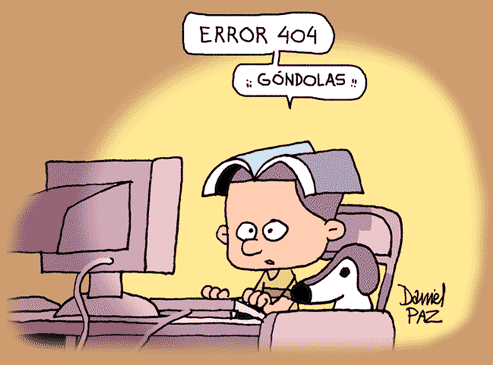 ERROR 404
¡¡ GÓNDOLAS !!
Daniel
PAZ